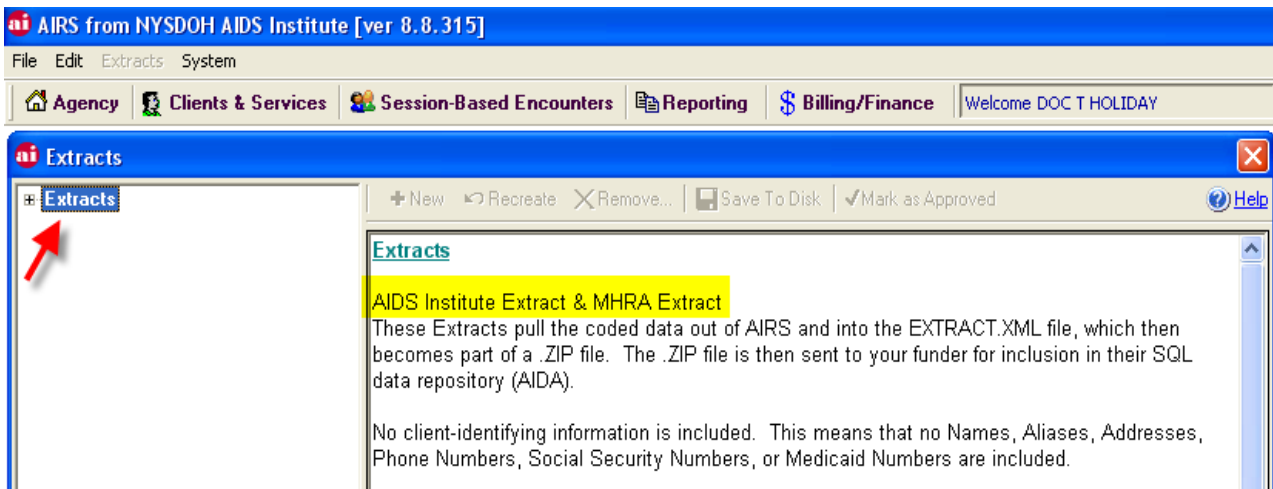 ai AIRS from NYSDOH AIDS Institute [ver 8.8.315]
File Edit Extracts System
Agency Clients & Services Session-Based Encounters Reporting $ Billing/Finance Welcome DOC T HOLIDAY
ai Extracts
Extracts
New Recreate Remove... Save To Disk Mark as Approved Help
Extracts
AIDS Institute Extract & MHRA Extract
These Extracts pull the coded data out of AIRS and into the EXTRACT.XML file, which then
becomes part of a .ZIP file. The .ZIP file is then sent to your funder for inclusion in their SQL
data repository (AIDA).
No client-identifying information is included. This means that no Names, Aliases, Addresses,
Phone Numbers, Social Security Numbers, or Medicaid Numbers are included.